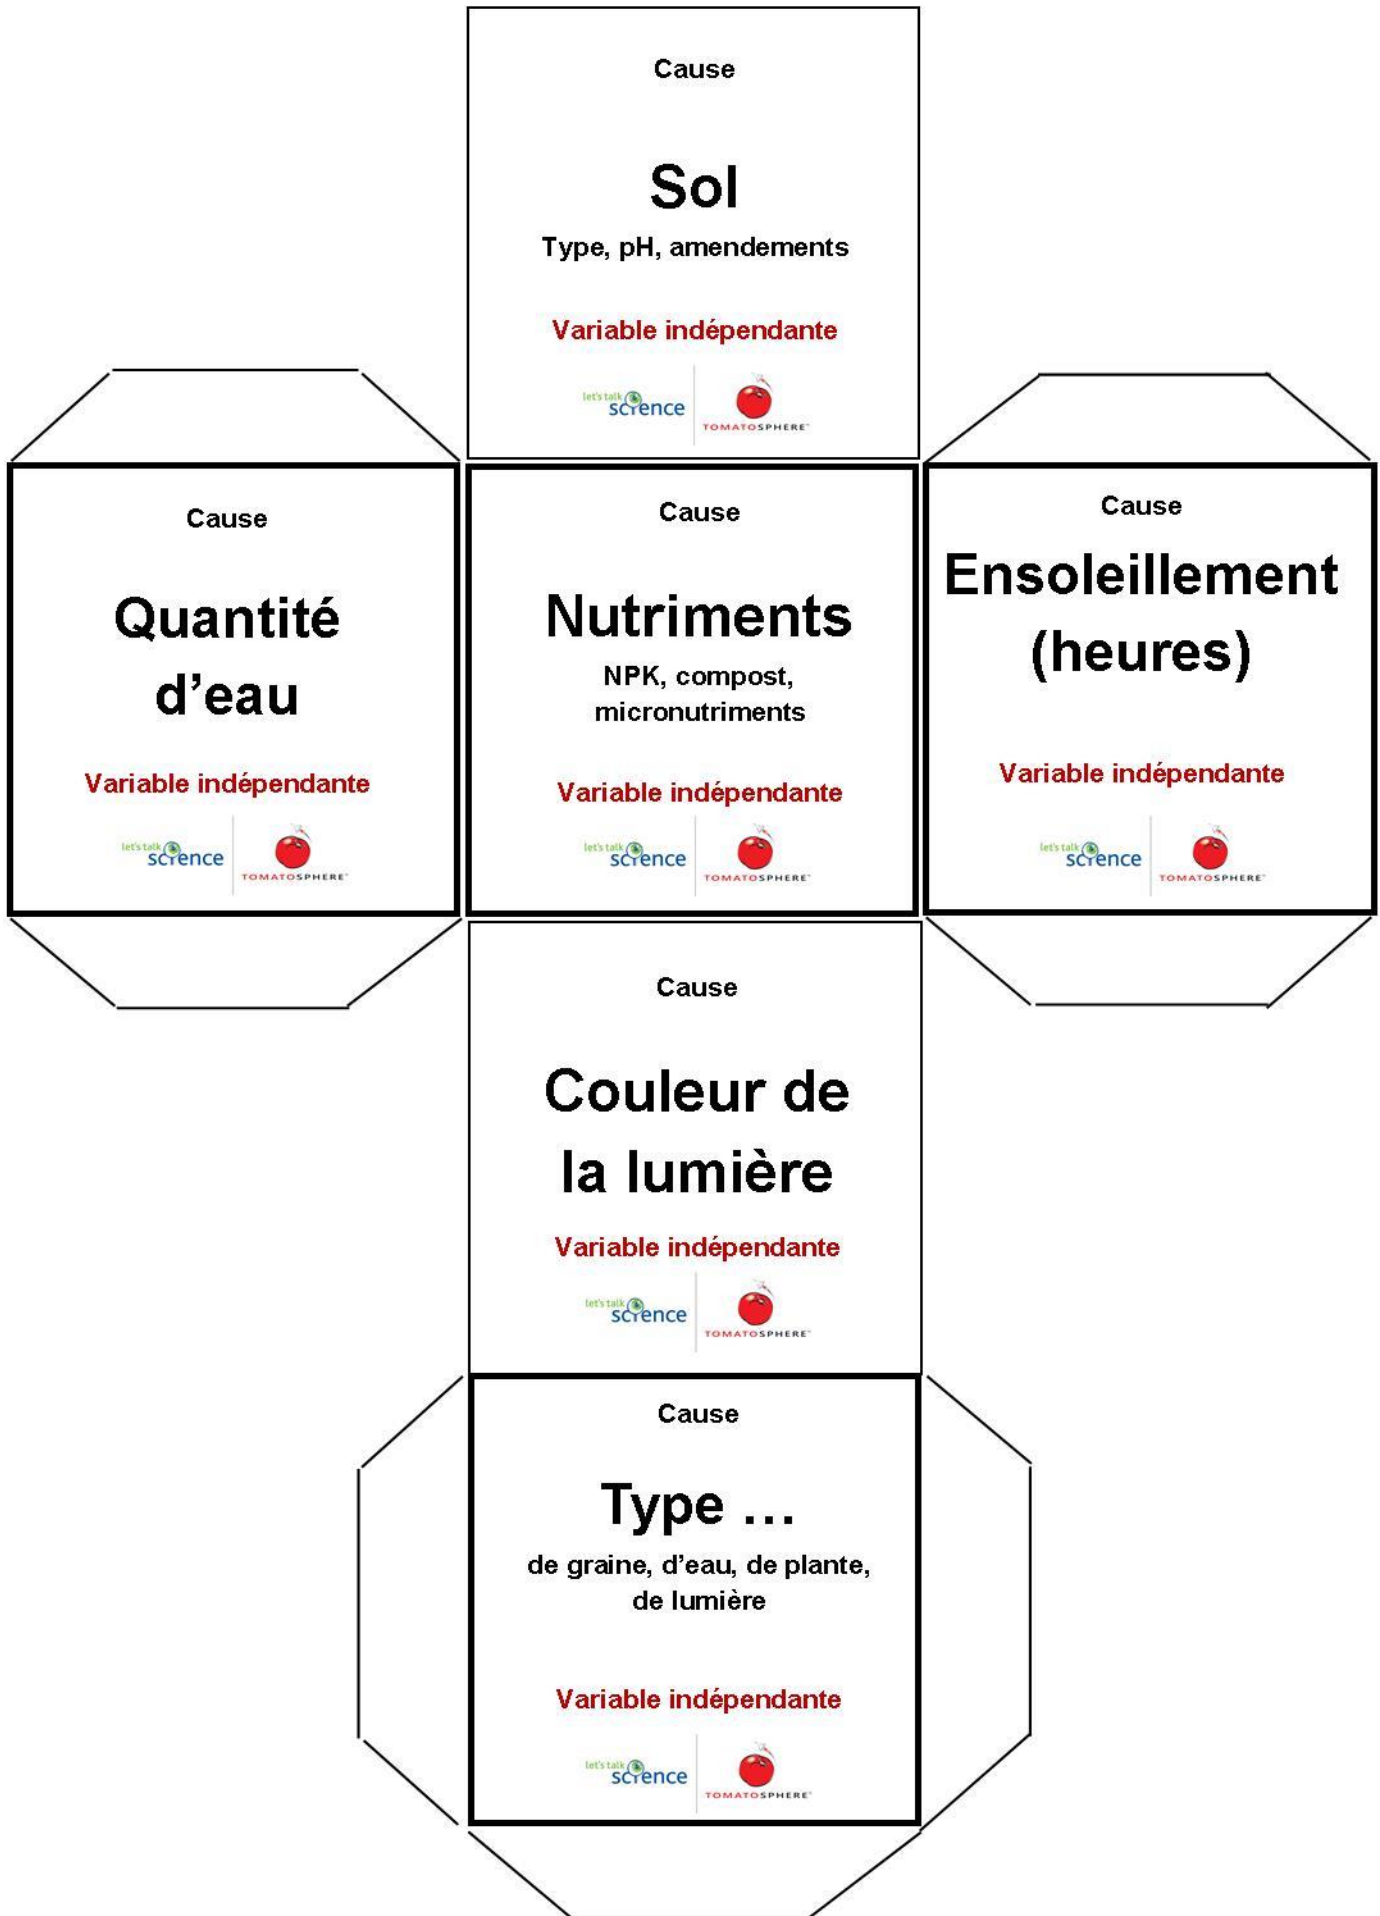 Cause
Sol
Type, pH, amendements
Variable indépendante
let's talk
science
TOMATOSPHERE
Cause
Quantité
d'eau
Variable indépendante
let's talk
science
TOMATOSPHERE
Cause
Nutriments
NPK, compost,
micronutriments
Variable indépendante
let's talk
science
TOMATOSPHERE
Cause
Ensoleillement
(heures)
Variable indépendante
let's talk
science
TOMATOSPHERE
Cause
Couleur de
la lumière
Variable indépendante
let's talk
science
TOMATOSPHERE
Cause
Type ...
de graine, d'eau, de plante,
de lumière
Variable indépendante
let's talk
science
TOMATOSPHERE